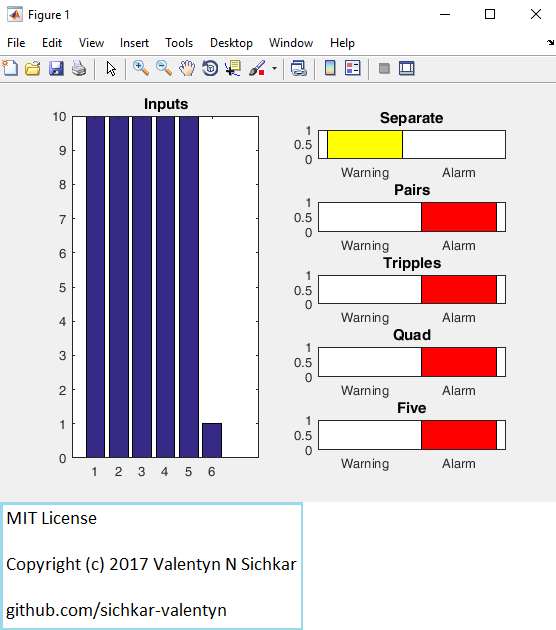 Figure 1
File Edit View Insert Tools Desktop Window Help
Inputs
10
9
8
7
6
5
4
3
2
1
0
1 2 3 4 5 6
Separate
1
0.5
0
Warning Alarm
Pairs
1
0.5
0
Warning Alarm
Tripples
1
0.5
0
Warning Alarm
Quad
1
0.5
0
Warning Alarm
Five
1
0.5
0
Warning Alarm
MIT License
Copyright (c) 2017 Valentyn N Sichkar
github.com/sichkar-valentyn